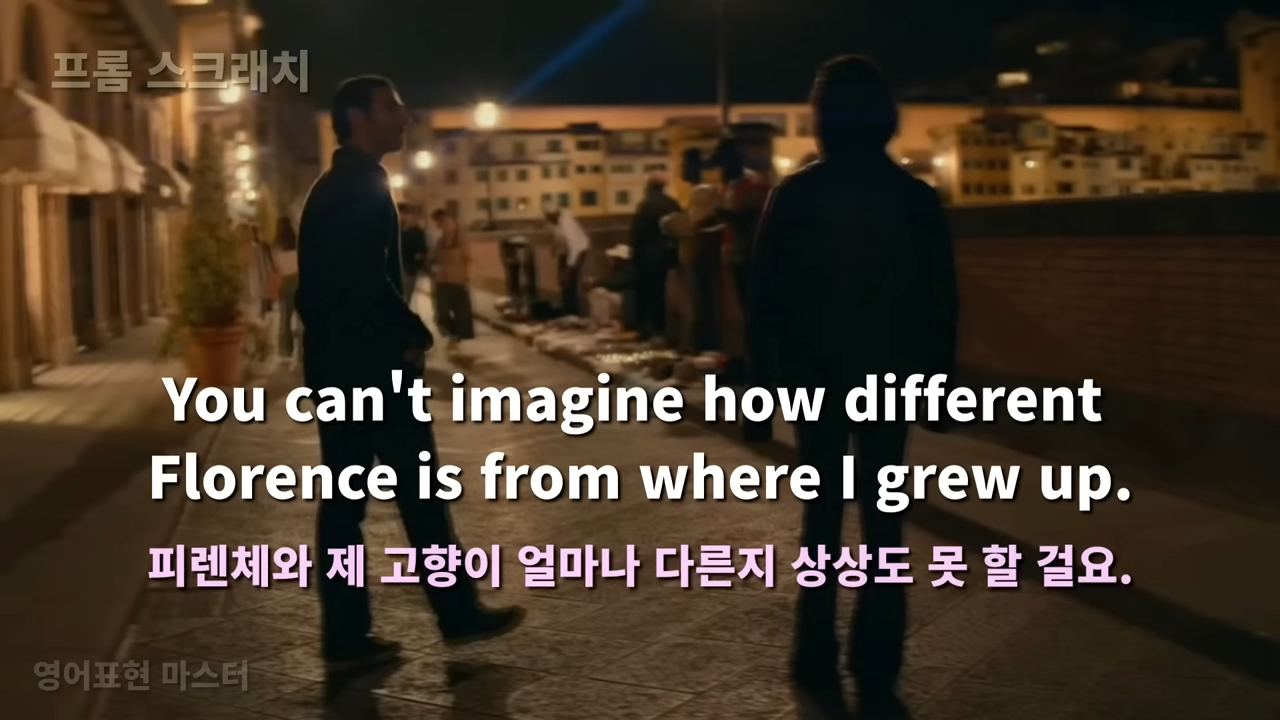 프롬 스크래치
You can't imagine how different
Florence is from where I grew up.
피렌체와 제 고향이 얼마나 다른지 상상도 못 할 걸요.
영어표현 마스터